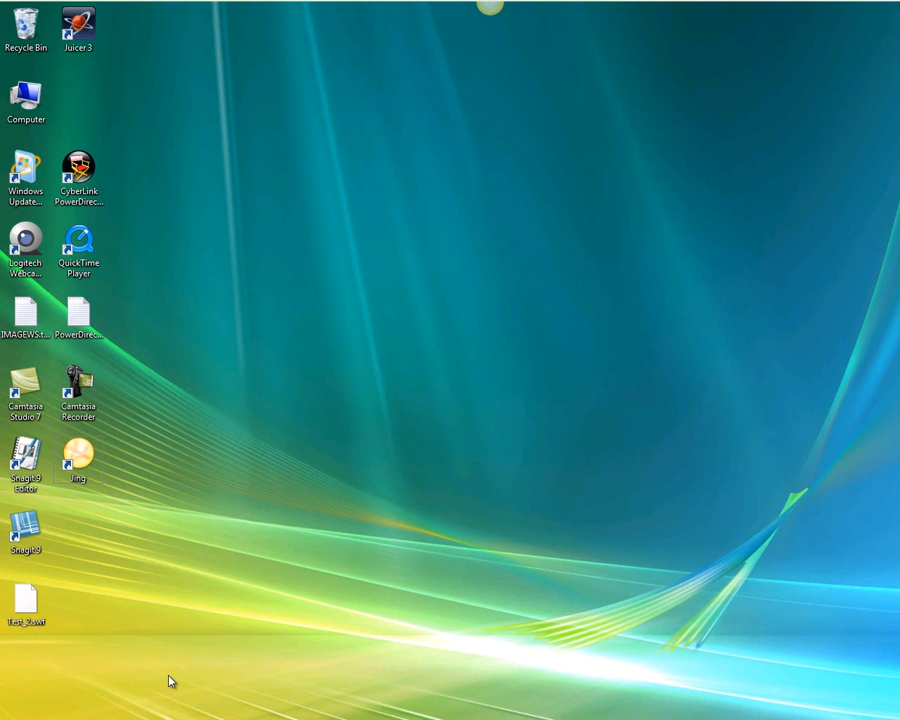 Recycle Bin
Juicer 3
Computer
Windows
Update...
CyberLink
PowerDirec...
Logitech
Webca...
QuickTime
Player
IMAGEWS.t...
PowerDirec...
Camtasia
Studio 7
Camtasia
Recorder
Snagit 9
Editor
Jing
Snagit 9
Test_2.swf